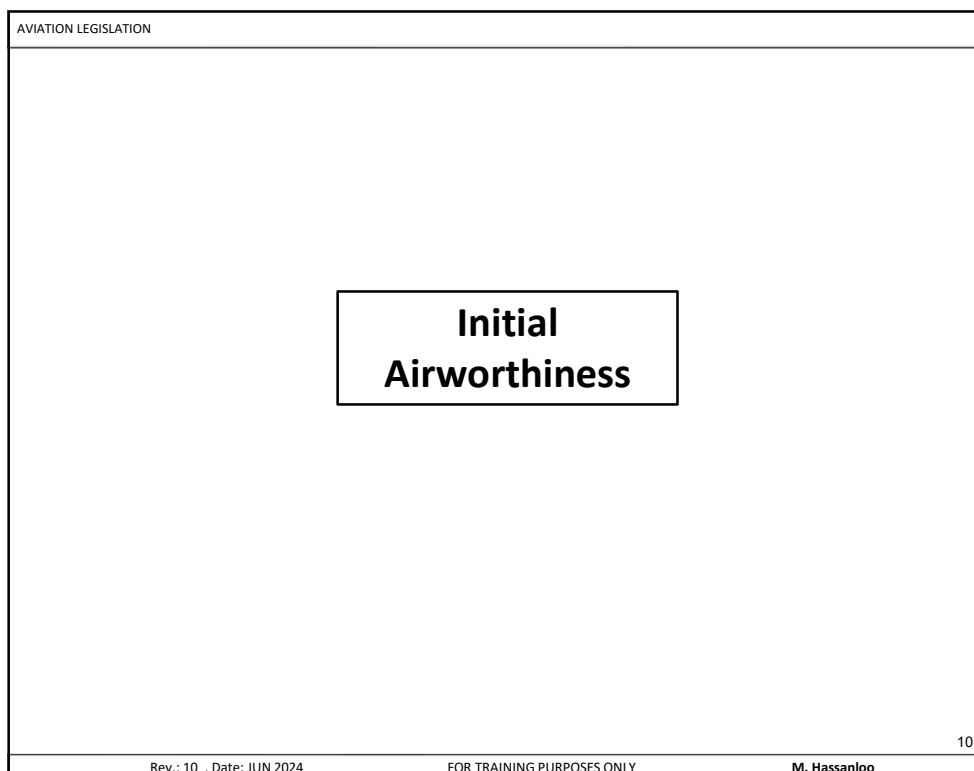 AVIATION LEGISLATION
Initial
Airworthiness
10
Rev.: 10 , Date: JUN 2024 FOR TRAINING PURPOSES ONLY M. Hassanloo